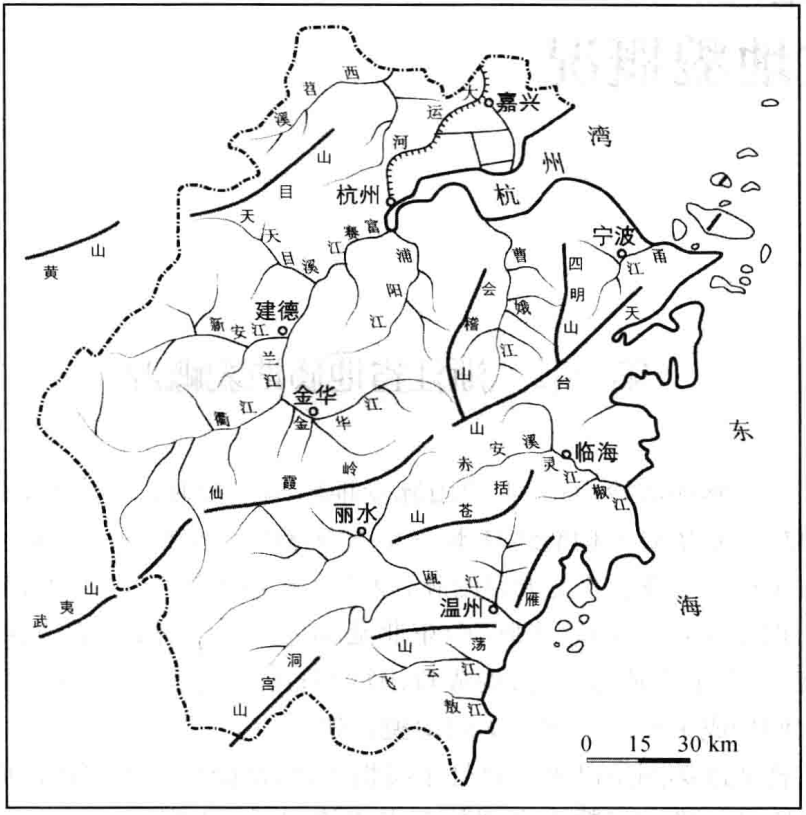 西苕溪
大运河
嘉兴
杭州湾
天目山
杭州
黄山
天目溪
富春江
浦阳江
曹娥江
会稽山
四明山
宁波
甬江
天台山
建德
新安江
兰江
衢江
金华
金华江
仙霞岭
赤安溪
临海
灵江
椒江
括苍山
丽水
瓯江
温州
雁荡山
武夷山
洞宫山
飞云江
敖江
东海
0 15 30 km